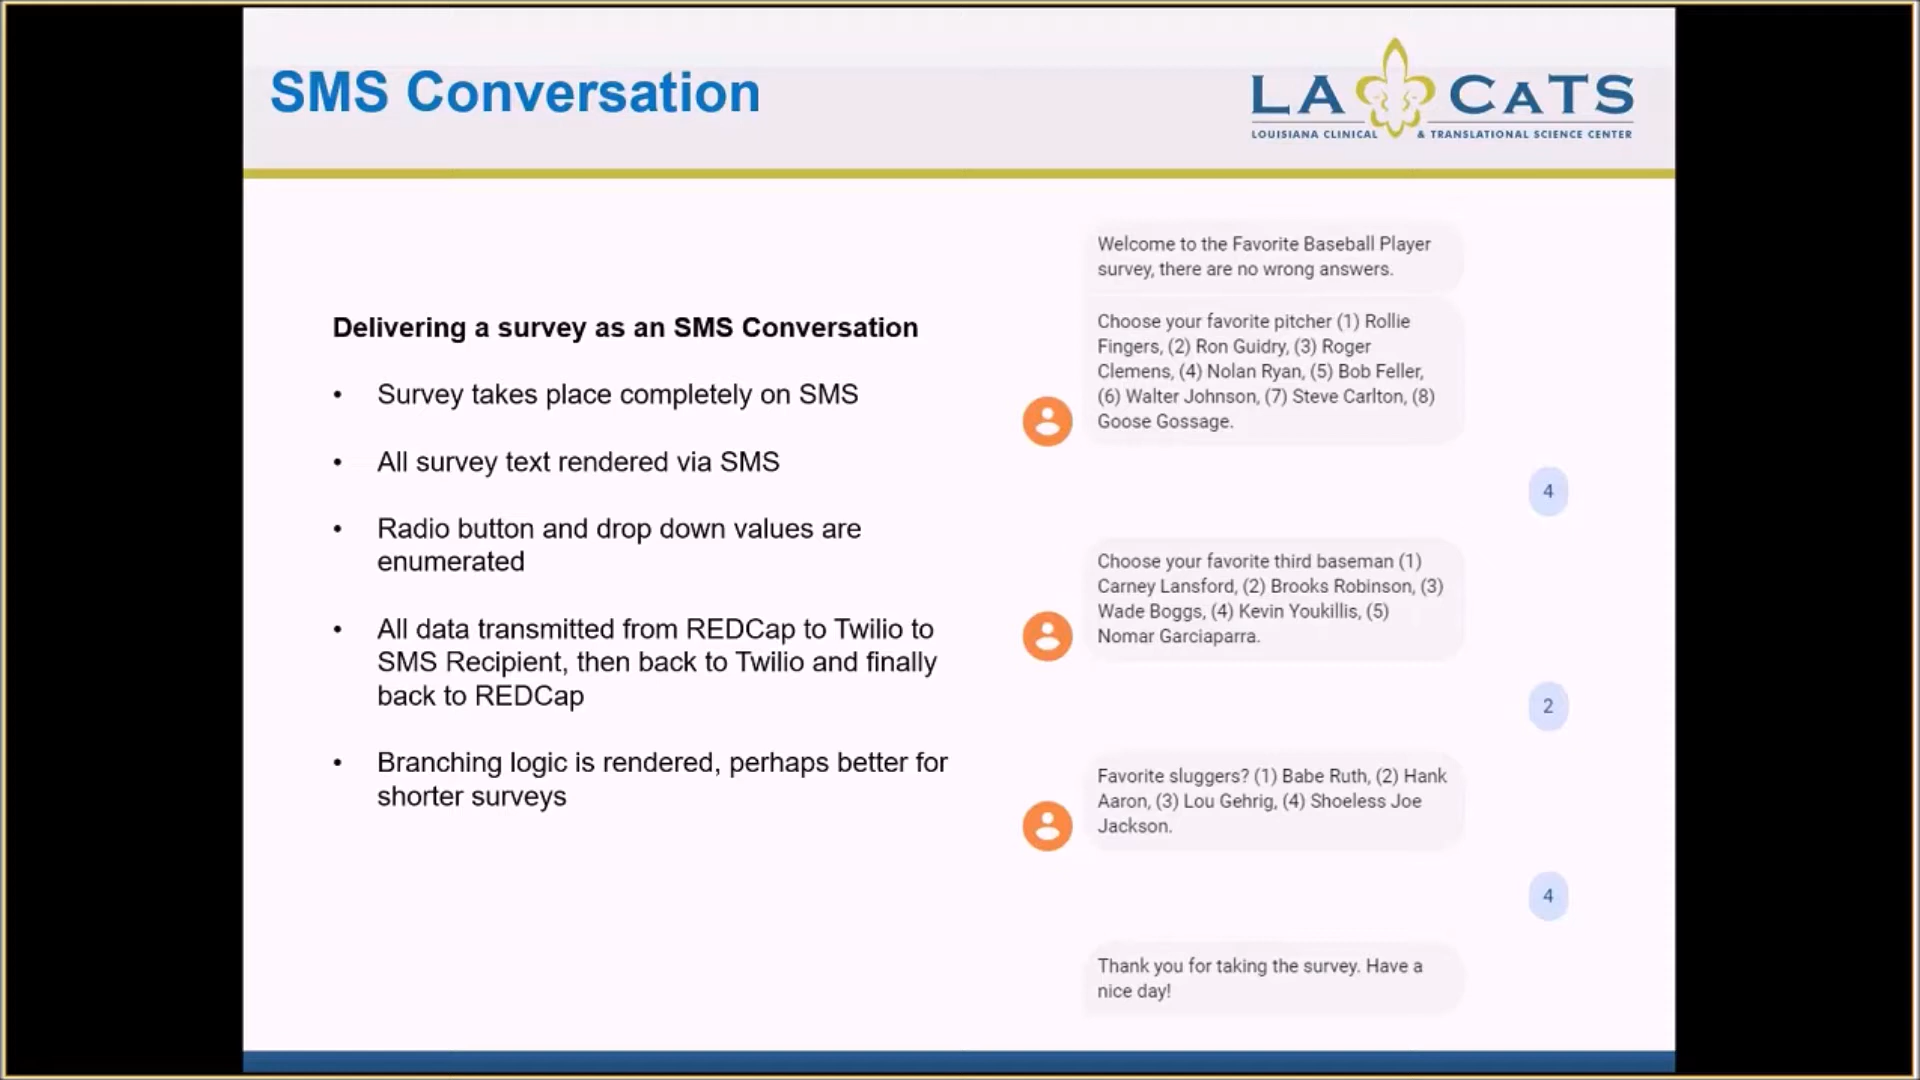 SMS Conversation
LA CATS
LOUISIANA CLINICAL & TRANSLATIONAL SCIENCE CENTER
Delivering a survey as an SMS Conversation
• Survey takes place completely on SMS
• All survey text rendered via SMS
• Radio button and drop down values are
enumerated
• All data transmitted from REDCap to Twilio to
SMS Recipient, then back to Twilio and finally
back to REDCap
• Branching logic is rendered, perhaps better for
shorter surveys
Welcome to the Favorite Baseball Player
survey, there are no wrong answers.
Choose your favorite pitcher (1) Rollie
Fingers, (2) Ron Guidry, (3) Roger
Clemens, (4) Nolan Ryan, (5) Bob Feller,
(6) Walter Johnson, (7) Steve Carlton, (8)
Goose Gossage.
4
Choose your favorite third baseman (1)
Carney Lansford, (2) Brooks Robinson, (3)
Wade Boggs, (4) Kevin Youkillis, (5)
Nomar Garciaparra.
2
Favorite sluggers? (1) Babe Ruth, (2) Hank
Aaron, (3) Lou Gehrig, (4) Shoeless Joe
Jackson.
4
Thank you for taking the survey. Have a
nice day!